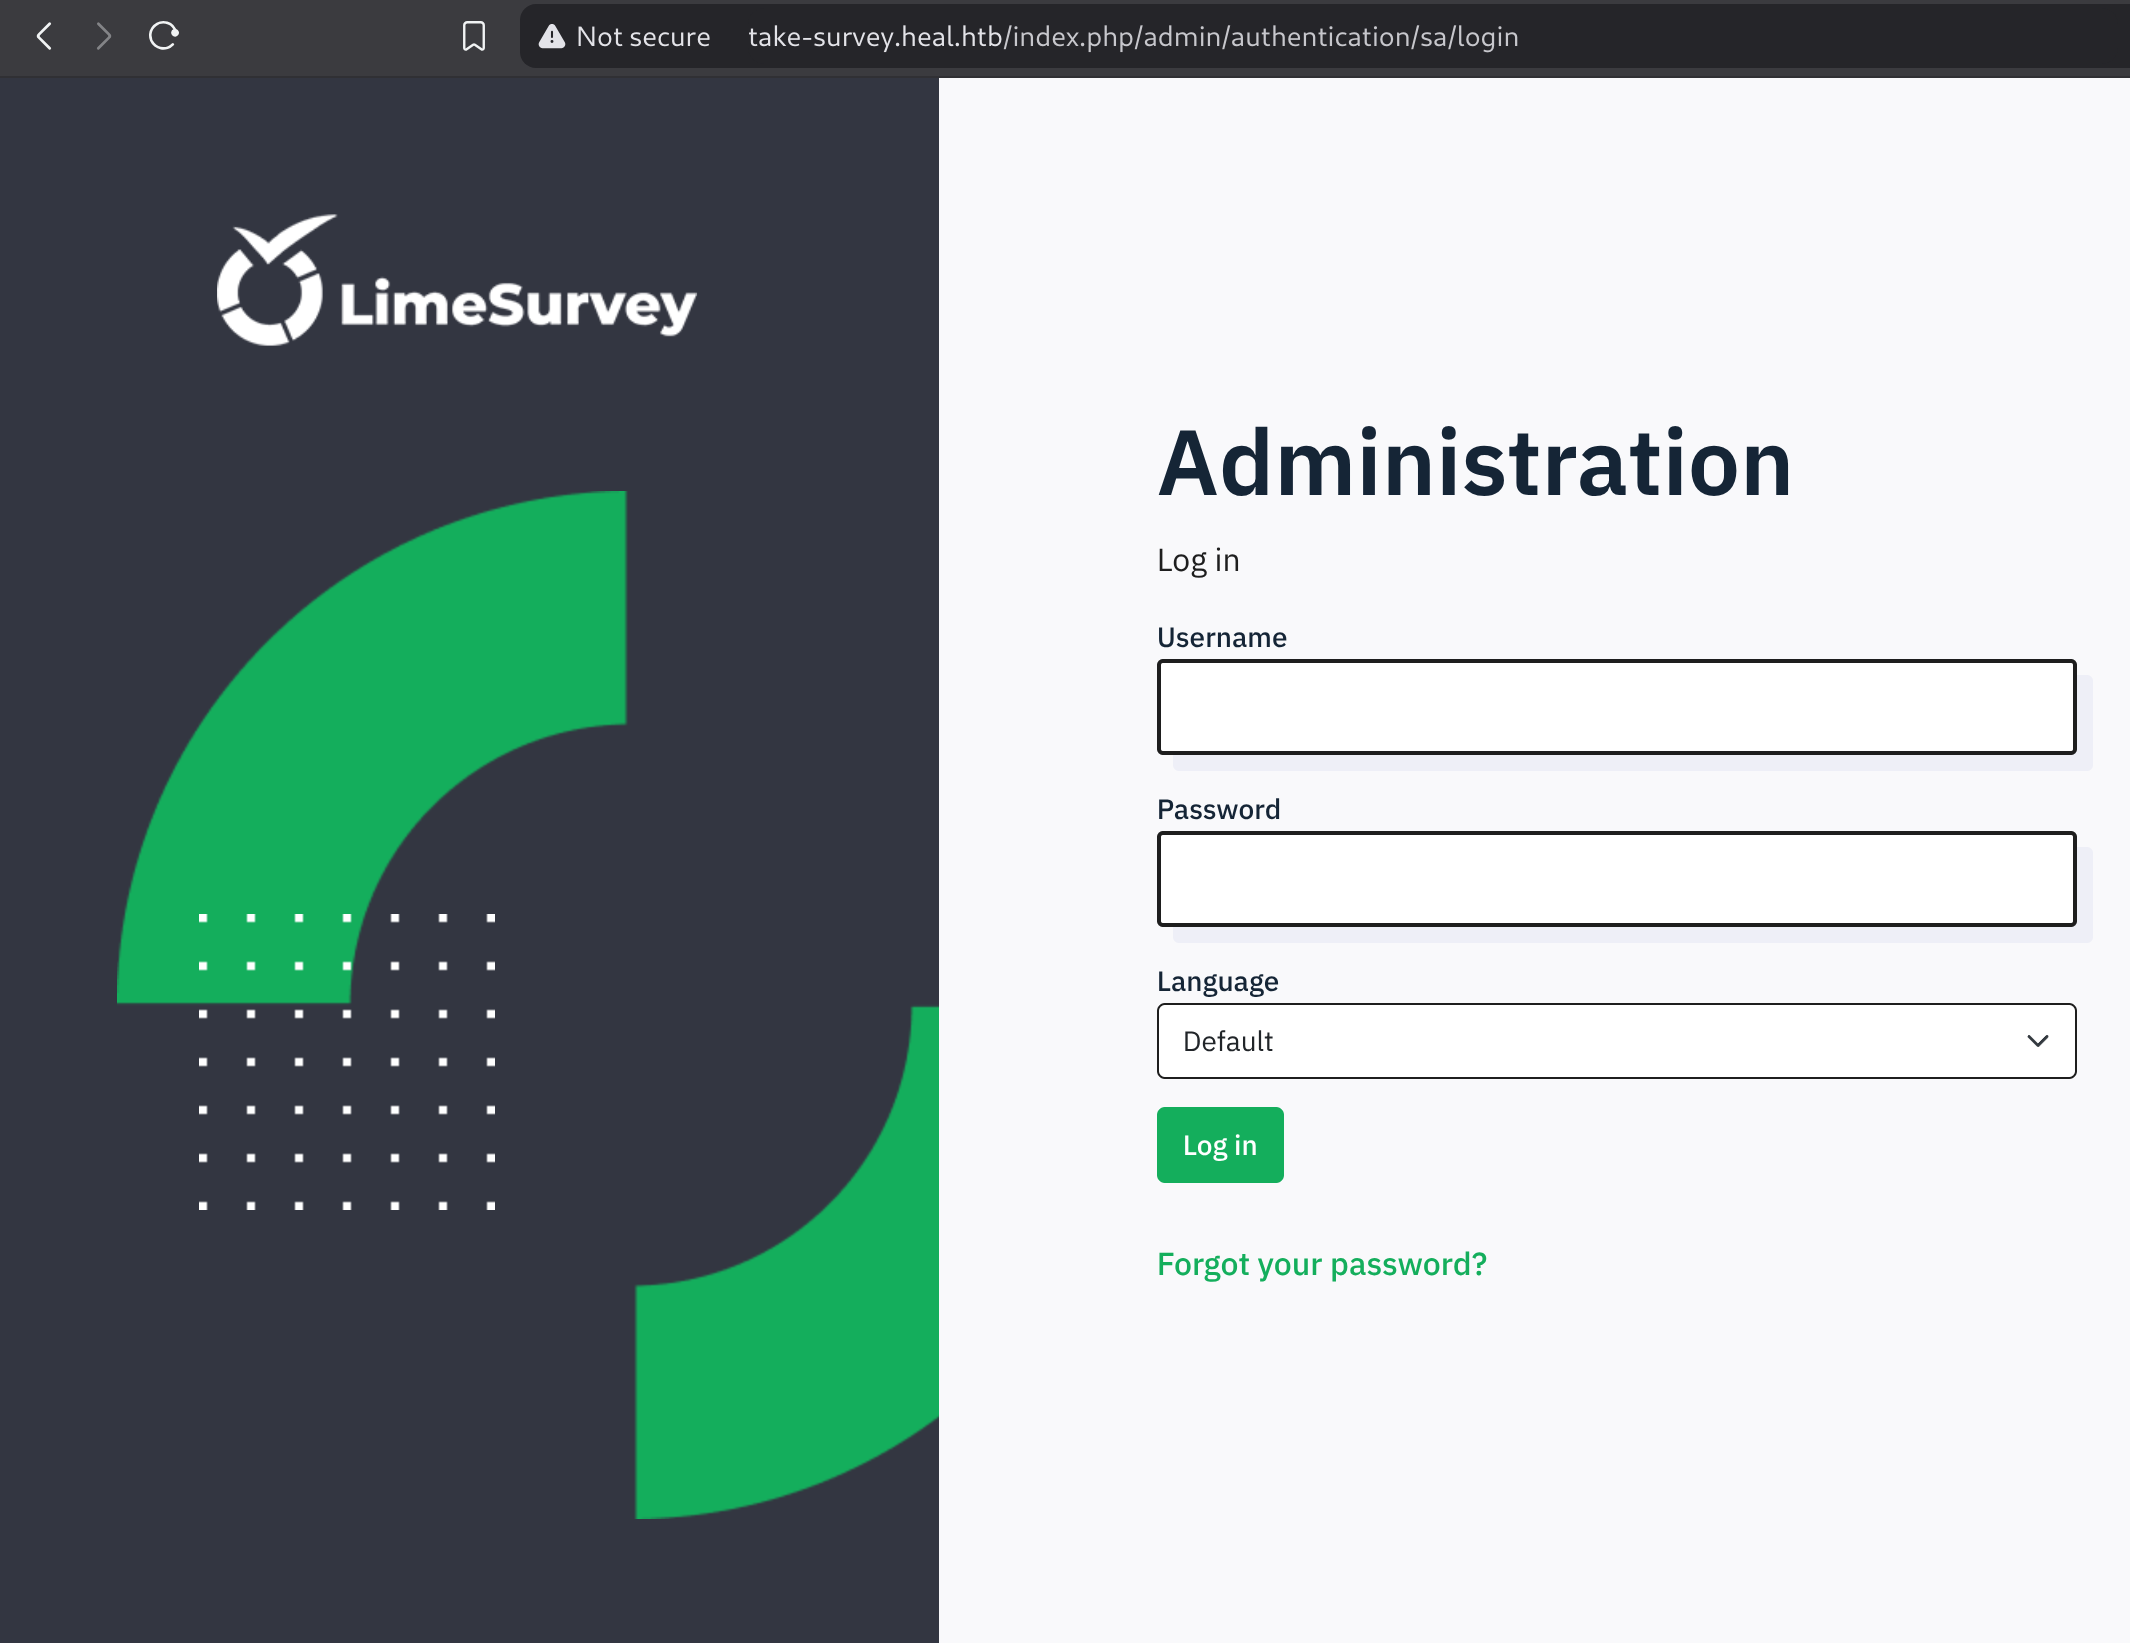 Not secure take-survey.heal.htb/index.php/admin/authentication/sa/login
LimeSurvey
Administration
Log in
Username
Password
Language
Default
Log in
Forgot your password?